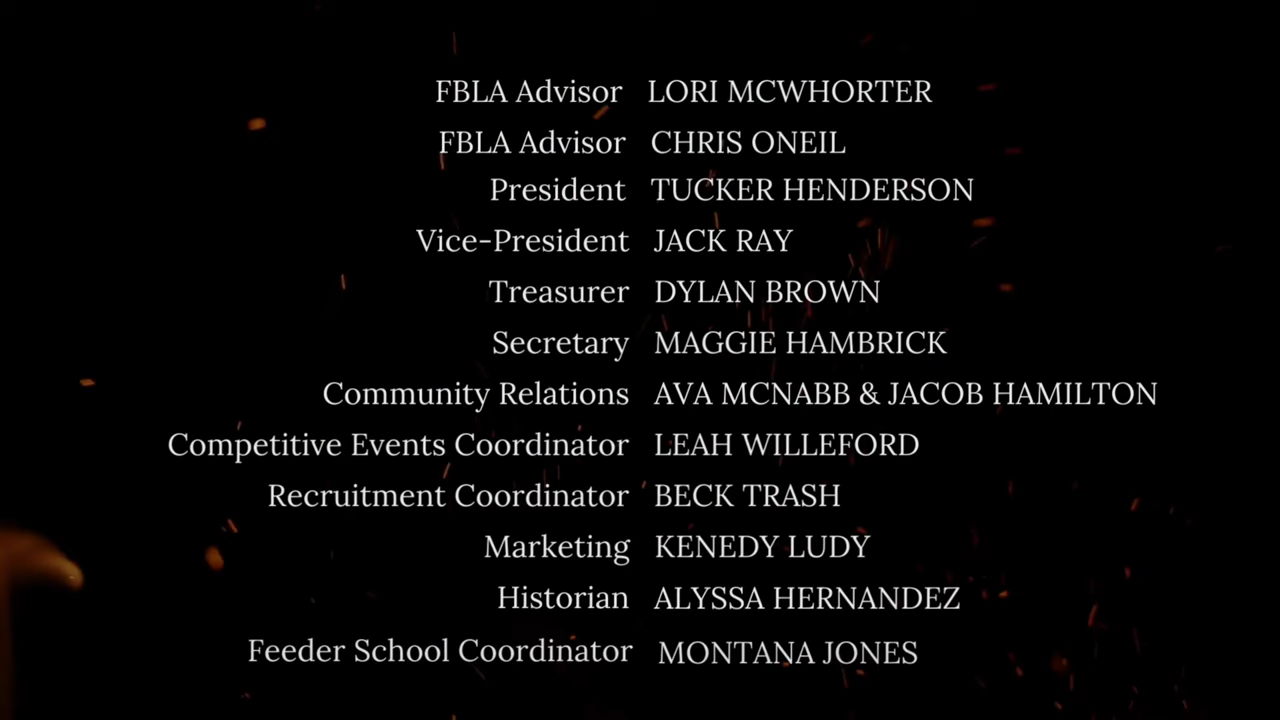 FBLA Advisor LORI MCWHORTER
FBLA Advisor CHRIS ONEIL
President TUCKER HENDERSON
Vice-President JACK RAY
Treasurer DYLAN BROWN
Secretary MAGGIE HAMBRICK
Community Relations AVA MCNABB & JACOB HAMILTON
Competitive Events Coordinator LEAH WILLEFORD
Recruitment Coordinator BECK TRASH
Marketing KENEDY LUDY
Historian ALYSSA HERNANDEZ
Feeder School Coordinator MONTANA JONES